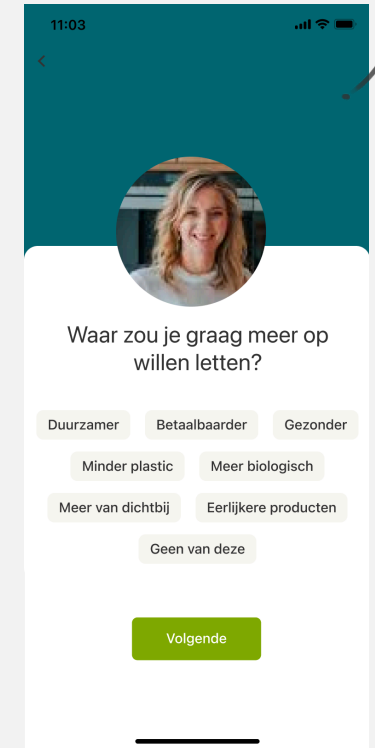 11:03
Waar zou je graag meer op
willen letten?
Duurzamer Betaalbaarder Gezonder
Minder plastic Meer biologisch
Meer van dichtbij Eerlijkere producten
Geen van deze
Volgende